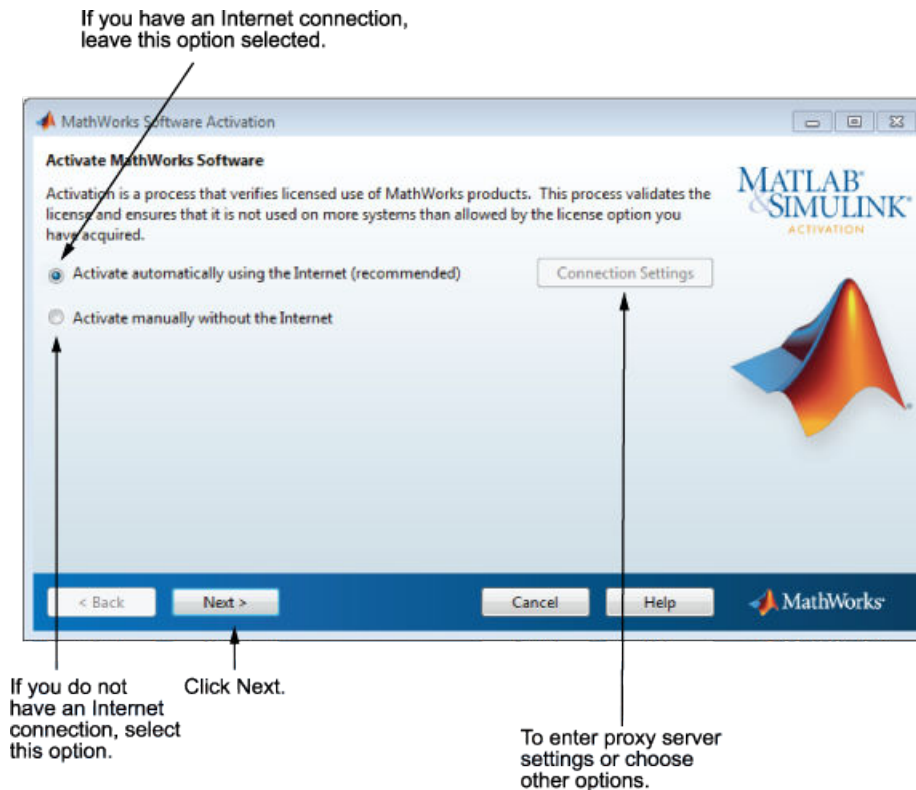 If you have an Internet connection,
leave this option selected.
MathWorks Software Activation
Activate MathWorks Software
Activation is a process that verifies licensed use of MathWorks products. This process validates the
license and ensures that it is not used on more systems than allowed by the license option you
have acquired.
MATLAB®
&SIMULINK®
ACTIVATION
Activate automatically using the Internet (recommended)
Connection Settings
Activate manually without the Internet
< Back
Next >
Cancel
Help
MathWorks®
If you do not
have an Internet
connection, select
this option.
Click Next.
To enter proxy server
settings or choose
other options.